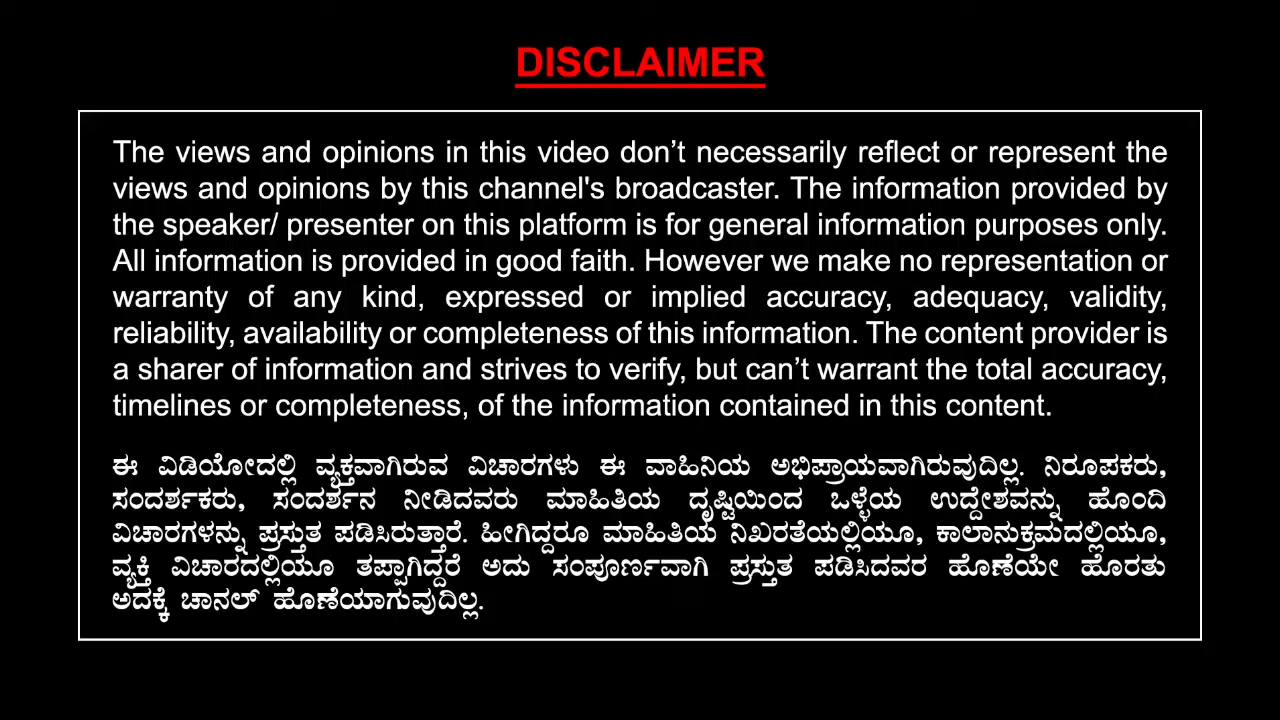 DISCLAIMER
The views and opinions in this video don’t necessarily reflect or represent the
views and opinions by this channel's broadcaster. The information provided by
the speaker/ presenter on this platform is for general information purposes only.
All information is provided in good faith. However we make no representation or
warranty of any kind, expressed or implied accuracy, adequacy, validity,
reliability, availability or completeness of this information. The content provider is
a sharer of information and strives to verify, but can’t warrant the total accuracy,
timelines or completeness, of the information contained in this content.
ಈ ವಿಡಿಯೋದಲ್ಲಿ ವ್ಯಕ್ತವಾಗಿರುವ ವಿಚಾರಗಳು ಈ ವಾಹಿನಿಯ ಅಭಿಪ್ರಾಯವಾಗಿರುವುದಿಲ್ಲ. ನಿರೂಪಕರು,
ಸಂದರ್ಶಕರು, ಸಂದರ್ಶನ ನೀಡಿದವರು ಮಾಹಿತಿಯ ದೃಷ್ಟಿಯಿಂದ ಒಳ್ಳೆಯ ಉದ್ದೇಶವನ್ನು ಹೊಂದಿ
ವಿಚಾರಗಳನ್ನು ಪ್ರಸ್ತುತ ಪಡಿಸಿರುತ್ತಾರೆ. ಹೀಗಿದ್ದರೂ ಮಾಹಿತಿಯ ನಿಖರತೆಯಲ್ಲಿಯೂ, ಕಾಲಾನುಕ್ರಮದಲ್ಲಿಯೂ,
ವ್ಯಕ್ತಿ ವಿಚಾರದಲ್ಲಿಯೂ ತಪ್ಪಾಗಿದ್ದರೆ ಅದು ಸಂಪೂರ್ಣವಾಗಿ ಪ್ರಸ್ತುತ ಪಡಿಸಿದವರ ಹೊಣೆಯೇ ಹೊರತು
ಅದಕ್ಕೆ ಚಾನಲ್ ಹೊಣೆಯಾಗುವುದಿಲ್ಲ.